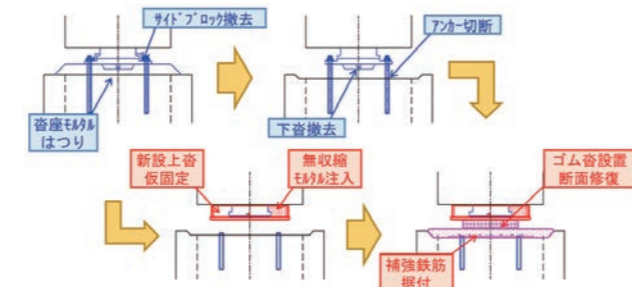 ｻｲﾄﾞﾌﾞﾛｯｸ撤去
沓座ﾓﾙﾀﾙ
はつり
ｱﾝｶｰ切断
下沓撤去
新設上沓
仮固定
無収縮
ﾓﾙﾀﾙ注入
ゴム沓設置
断面修復
補強鉄筋
据付